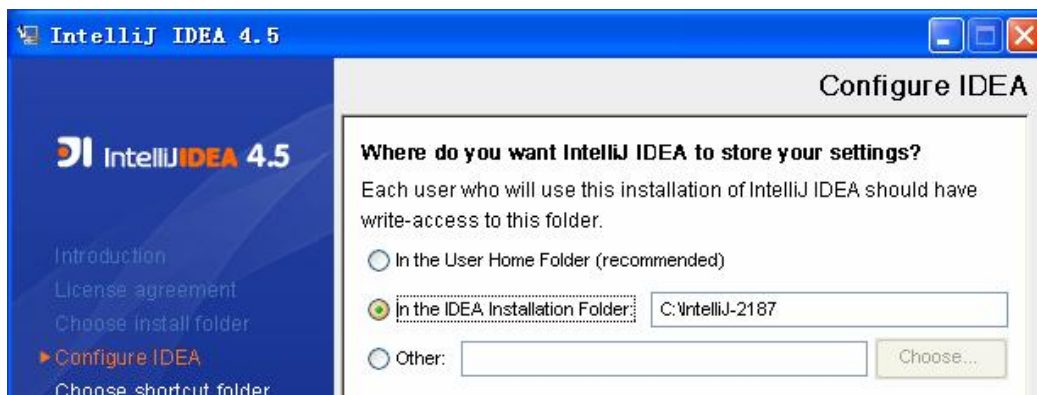 IntelliJ IDEA 4.5
Configure IDEA
IntelliJ IDEA 4.5
Introduction
License agreement
Choose install folder
Configure IDEA
Choose shortcut folder
Where do you want IntelliJ IDEA to store your settings?
Each user who will use this installation of IntelliJ IDEA should have
write-access to this folder.
In the User Home Folder (recommended)
In the IDEA Installation Folder: C:\IntelliJ-2187
Other: Choose...